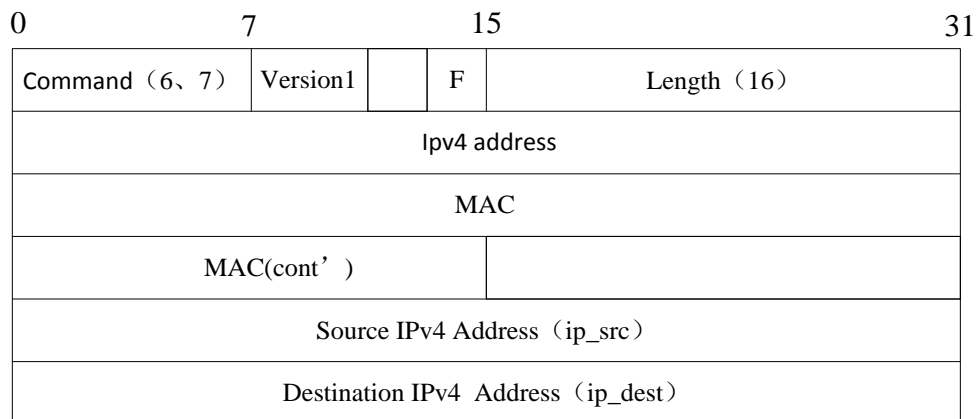 0 7 15 31
Command（6、7） Version1 F Length（16）
Ipv4 address
MAC
MAC(cont’)
Source IPv4 Address（ip_src）
Destination IPv4 Address（ip_dest）